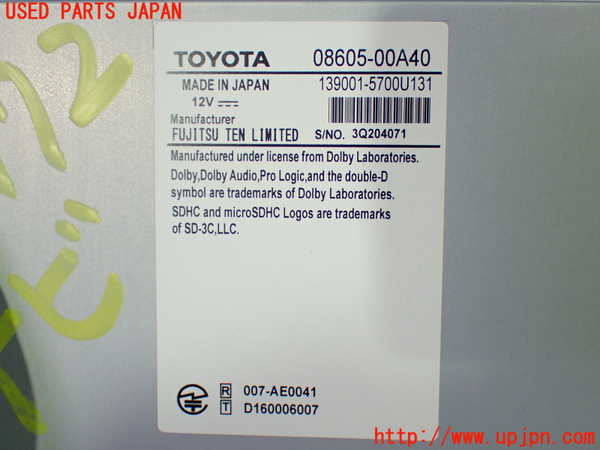 USED PARTS JAPAN
TOYOTA 08605-00A40
MADE IN JAPAN 139001-5700U131
12V
Manufacturer
FUJITSU TEN LIMITED S/NO. 3Q204071
Manufactured under license from Dolby Laboratories.
Dolby,Dolby Audio,Pro Logic,and the double-D
symbol are trademarks of Dolby Laboratories.
SDHC and microSDHC Logos are trademarks
of SD-3C,LLC.
R 007-AE0041
T D160006007
http://www.upjpn.com/